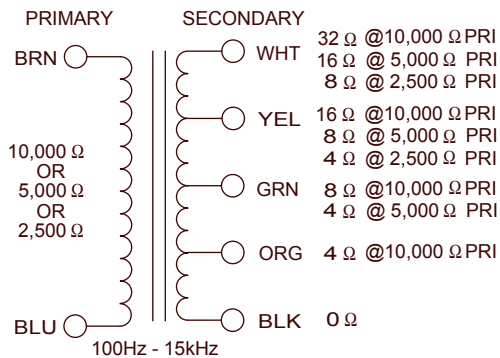 PRIMARY SECONDARY
BRN
10,000 Ω
OR
5,000 Ω
OR
2,500 Ω
BLU
WHT
32 Ω @10,000 Ω PRI
16 Ω @ 5,000 Ω PRI
8 Ω @ 2,500 Ω PRI
YEL
16 Ω @10,000 Ω PRI
8 Ω @ 5,000 Ω PRI
4 Ω @ 2,500 Ω PRI
GRN
8 Ω @10,000 Ω PRI
4 Ω @ 5,000 Ω PRI
ORG 4 Ω @10,000 Ω PRI
BLK 0 Ω
100Hz - 15kHz